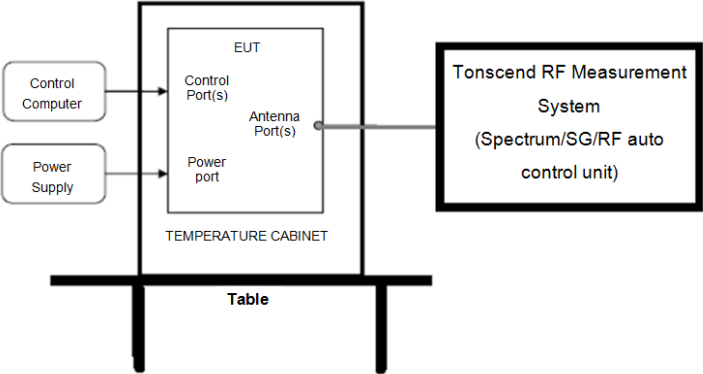 EUT
Control
Port(s)
Antenna
Port(s)
Power
port
TEMPERATURE CABINET
Control
Computer
Power
Supply
Tonscend RF Measurement
System
(Spectrum/SG/RF auto
control unit)
Table